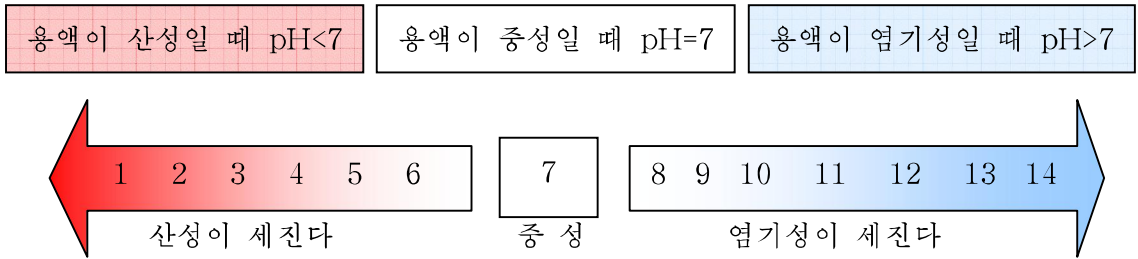 용액이 산성일 때 pH<7
용액이 중성일 때 pH=7
용액이 염기성일 때 pH>7
1 2 3 4 5 6
7
8 9 10 11 12 13 14
산성이 세진다
중 성
염기성이 세진다